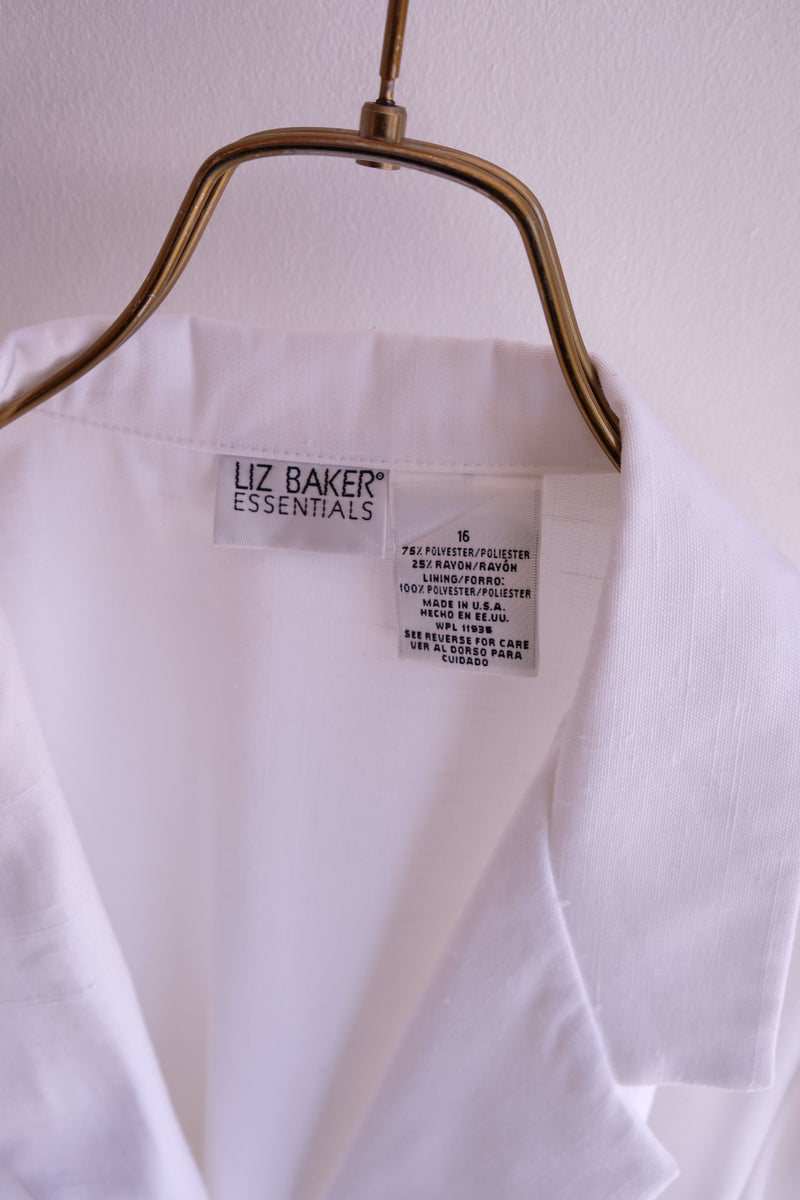 LIZ BAKER®
ESSENTIALS
16
75% POLYESTER/POLIESTER
25% RAYON/RAYÓN
LINING/FORRO:
100% POLYESTER/POLIESTER
MADE IN U.S.A.
HECHO EN EE.UU.
WPL 11935
SEE REVERSE FOR CARE
VER AL DORSO PARA
CUIDADO